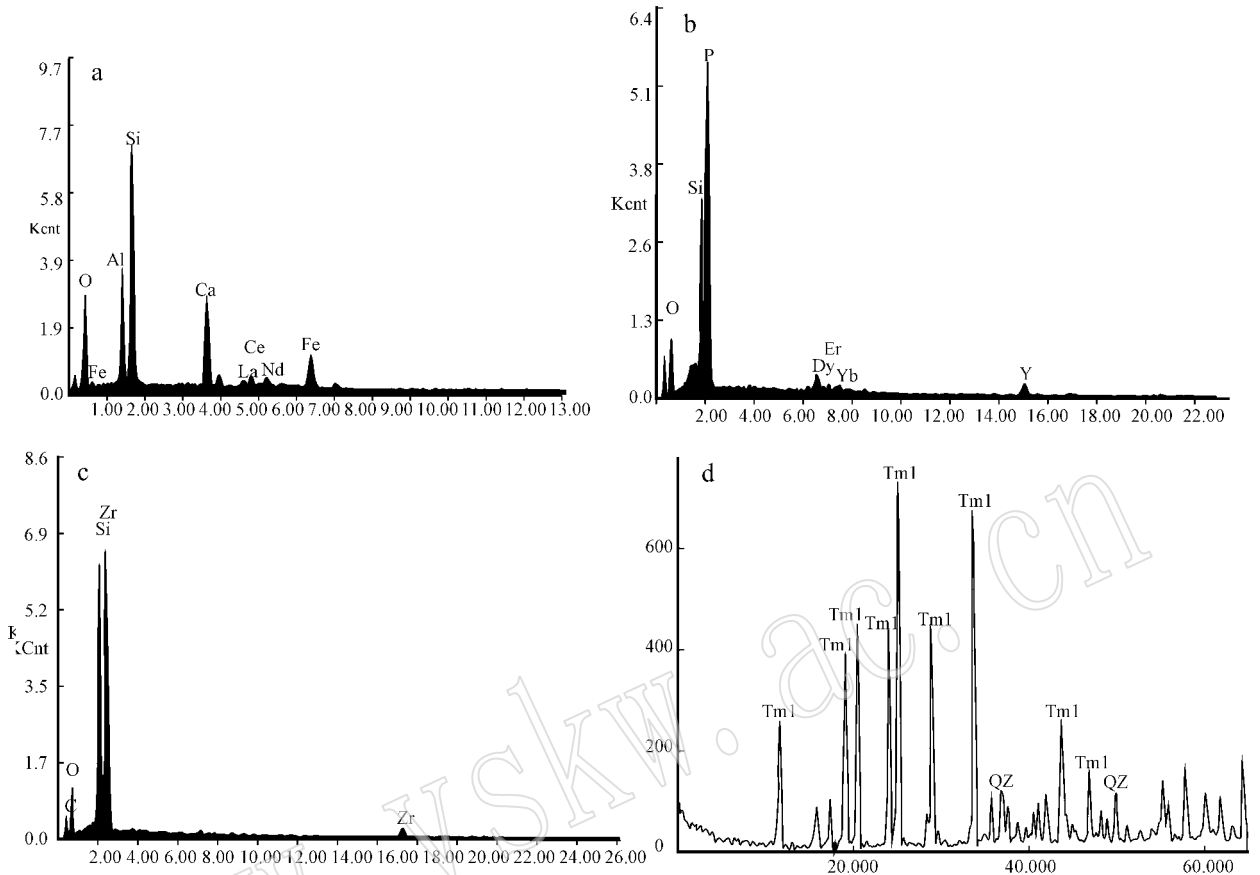 a
9.7
7.7
5.8
Kcnt
3.9
1.9
0.0
O
Fe
Al
Si
Ca
Ce
La Nd
Fe
1.00 2.00 3.00 4.00 5.00 6.00 7.00 8.00 9.00 10.00 11.00 12.00 13.00
b
6.4
5.1
3.8
Kcnt
2.6
1.3
0.0
P
Si
O
Er
Dy Yb
Y
2.00 4.00 6.00 8.00 10.00 12.00 14.00 16.00 18.00 20.00 22.00
c
8.6
6.9
5.2
KCnt
3.5
1.7
0.0
Zr
Si
O
C
Zr
2.00 4.00 6.00 8.00 10.00 12.00 14.00 16.00 18.00 20.00 22.00 24.00 26.00
d
600
400
200
0
Tm1
Tm1
Tm1
Tm1
Tm1
Tm1
Tm1
Tm1
Tm1
QZ
QZ
20.000 40.000 60.000
yskw.ac.cn